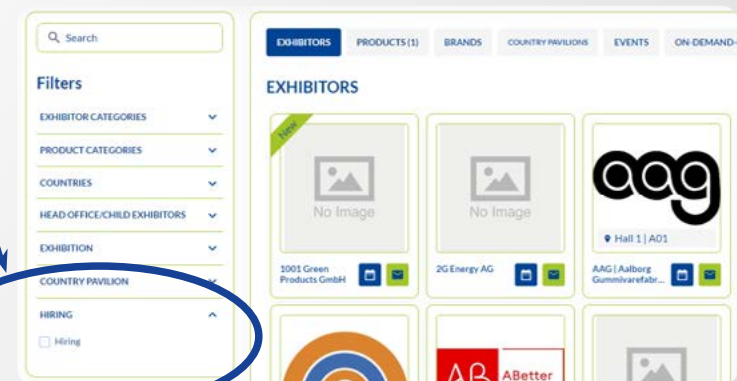 Search
Filters
EXHIBITOR CATEGORIES
PRODUCT CATEGORIES
COUNTRIES
HEAD OFFICE/CHILD EXHIBITORS
EXHIBITION
COUNTRY PAVILION
HIRING
Hiring
EXHIBITORS PRODUCTS (1) BRANDS COUNTRY PAVILIONS EVENTS ON-DEMAND-
EXHIBITORS
New
No Image
No Image
aag
Hall 1 | A01
1001 Green
Products GmbH
2G Energy AG
AAG | Aalborg
Gummivarefabr...
AB ABetter